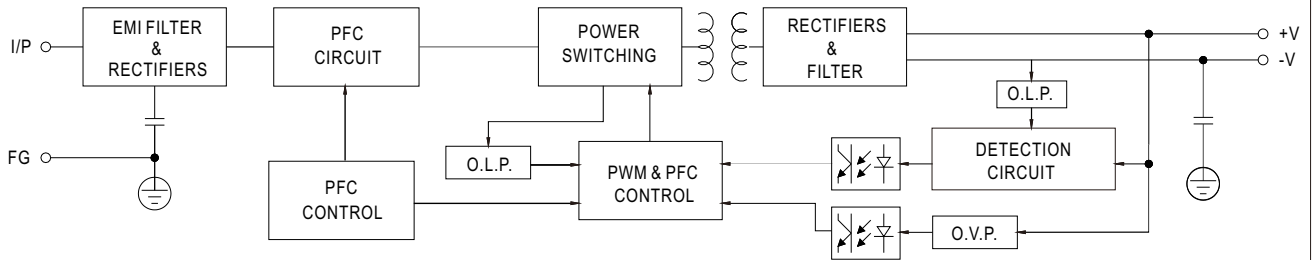 I/P
EMI FILTER
&
RECTIFIERS
PFC
CIRCUIT
POWER
SWITCHING
RECTIFIERS
&
FILTER
+V
-V
O.L.P.
FG
O.L.P.
PFC
CONTROL
PWM & PFC
CONTROL
DETECTION
CIRCUIT
O.V.P.